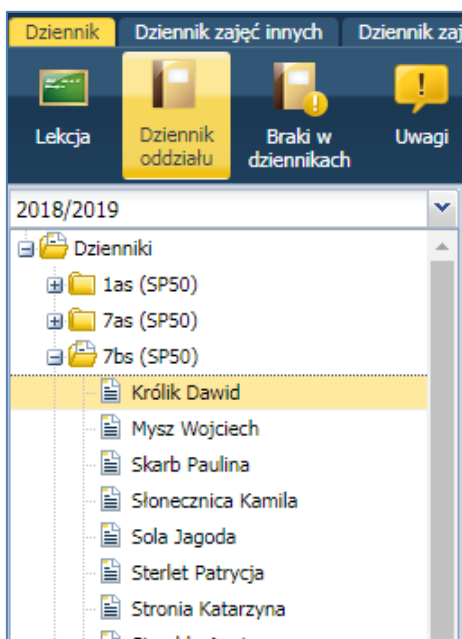 Dziennik Dziennik zajęć innych Dziennik zaj
Lekcja Dziennik oddziału Braki w dziennikach Uwagi
2018/2019
Dzienniki
1as (SP50)
7as (SP50)
7bs (SP50)
Królik Dawid
Mysz Wojciech
Skarb Paulina
Słonecznica Kamila
Sola Jagoda
Sterlet Patrycja
Stronia Katarzyna